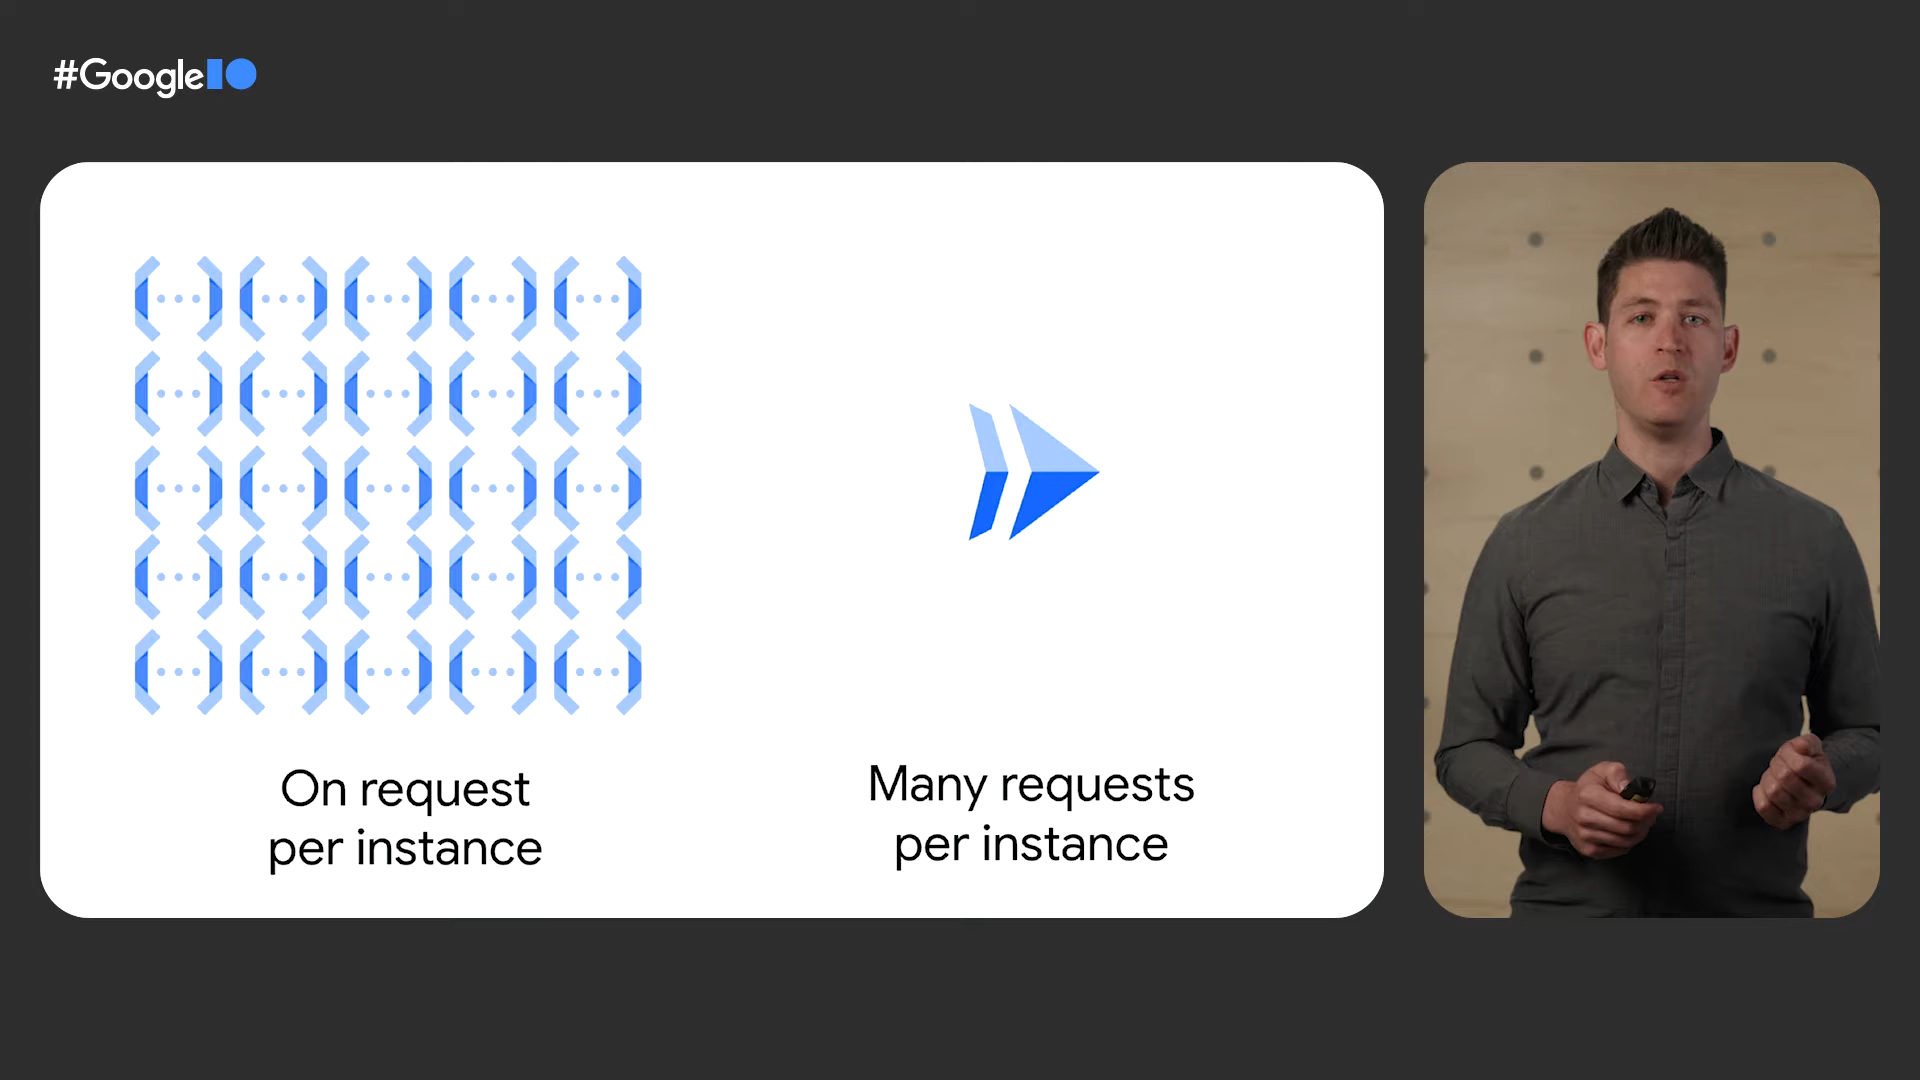 #GoogleIO
On request
per instance
Many requests
per instance